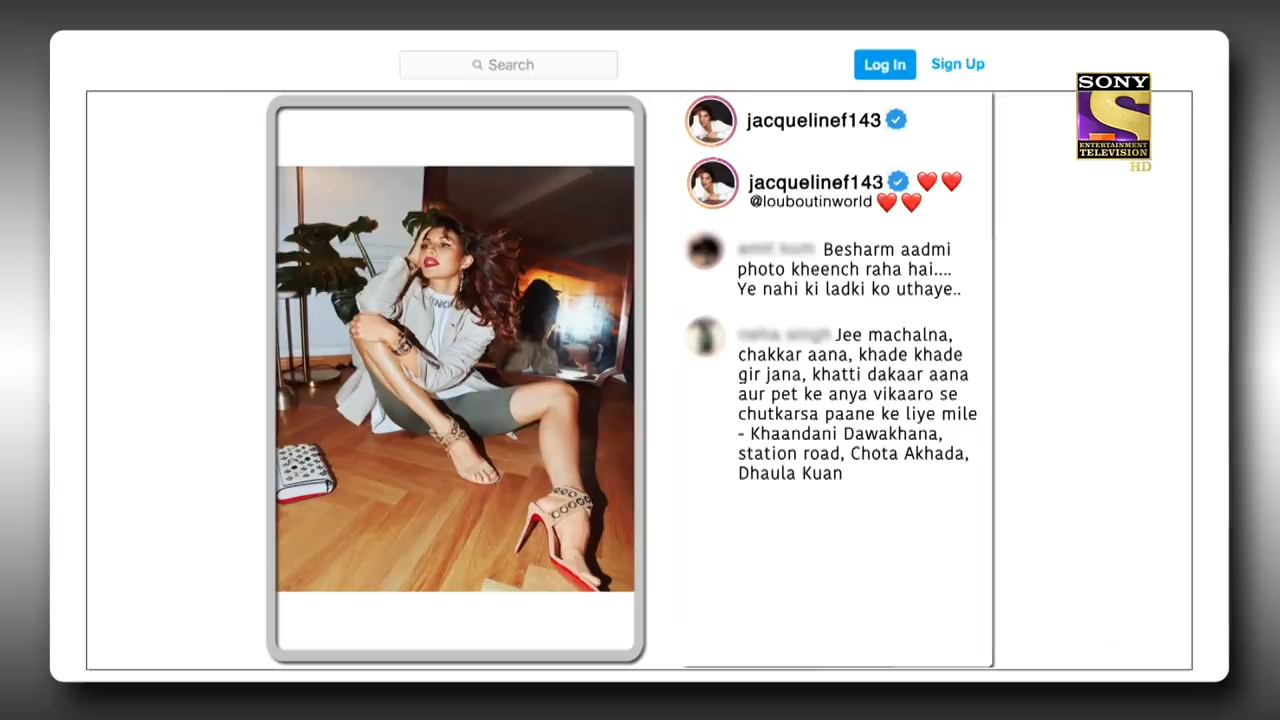 Search
Log In
Sign Up
SONY
ENTERTAINMENT
TELEVISION
HD
jacquelinef143
jacquelinef143 ❤️❤️
@louboutinworld ❤️❤️
Besharm aadmi
photo kheench raha hai....
Ye nahi ki ladki ko uthaye..
Jee machalna,
chakkar aana, khade khade
gir jana, khatti dakaar aana
aur pet ke anya vikaaro se
chutkarsa paane ke liye mile
- Khaandani Dawakhana,
station road, Chota Akhada,
Dhaula Kuan